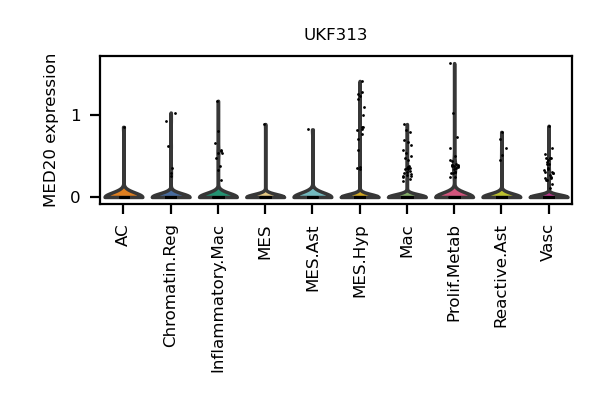 UKF313
MED20 expression
1
0
AC
Chromatin.Reg
Inflammatory.Mac
MES
MES.Ast
MES.Hyp
Mac
Prolif.Metab
Reactive.Ast
Vasc